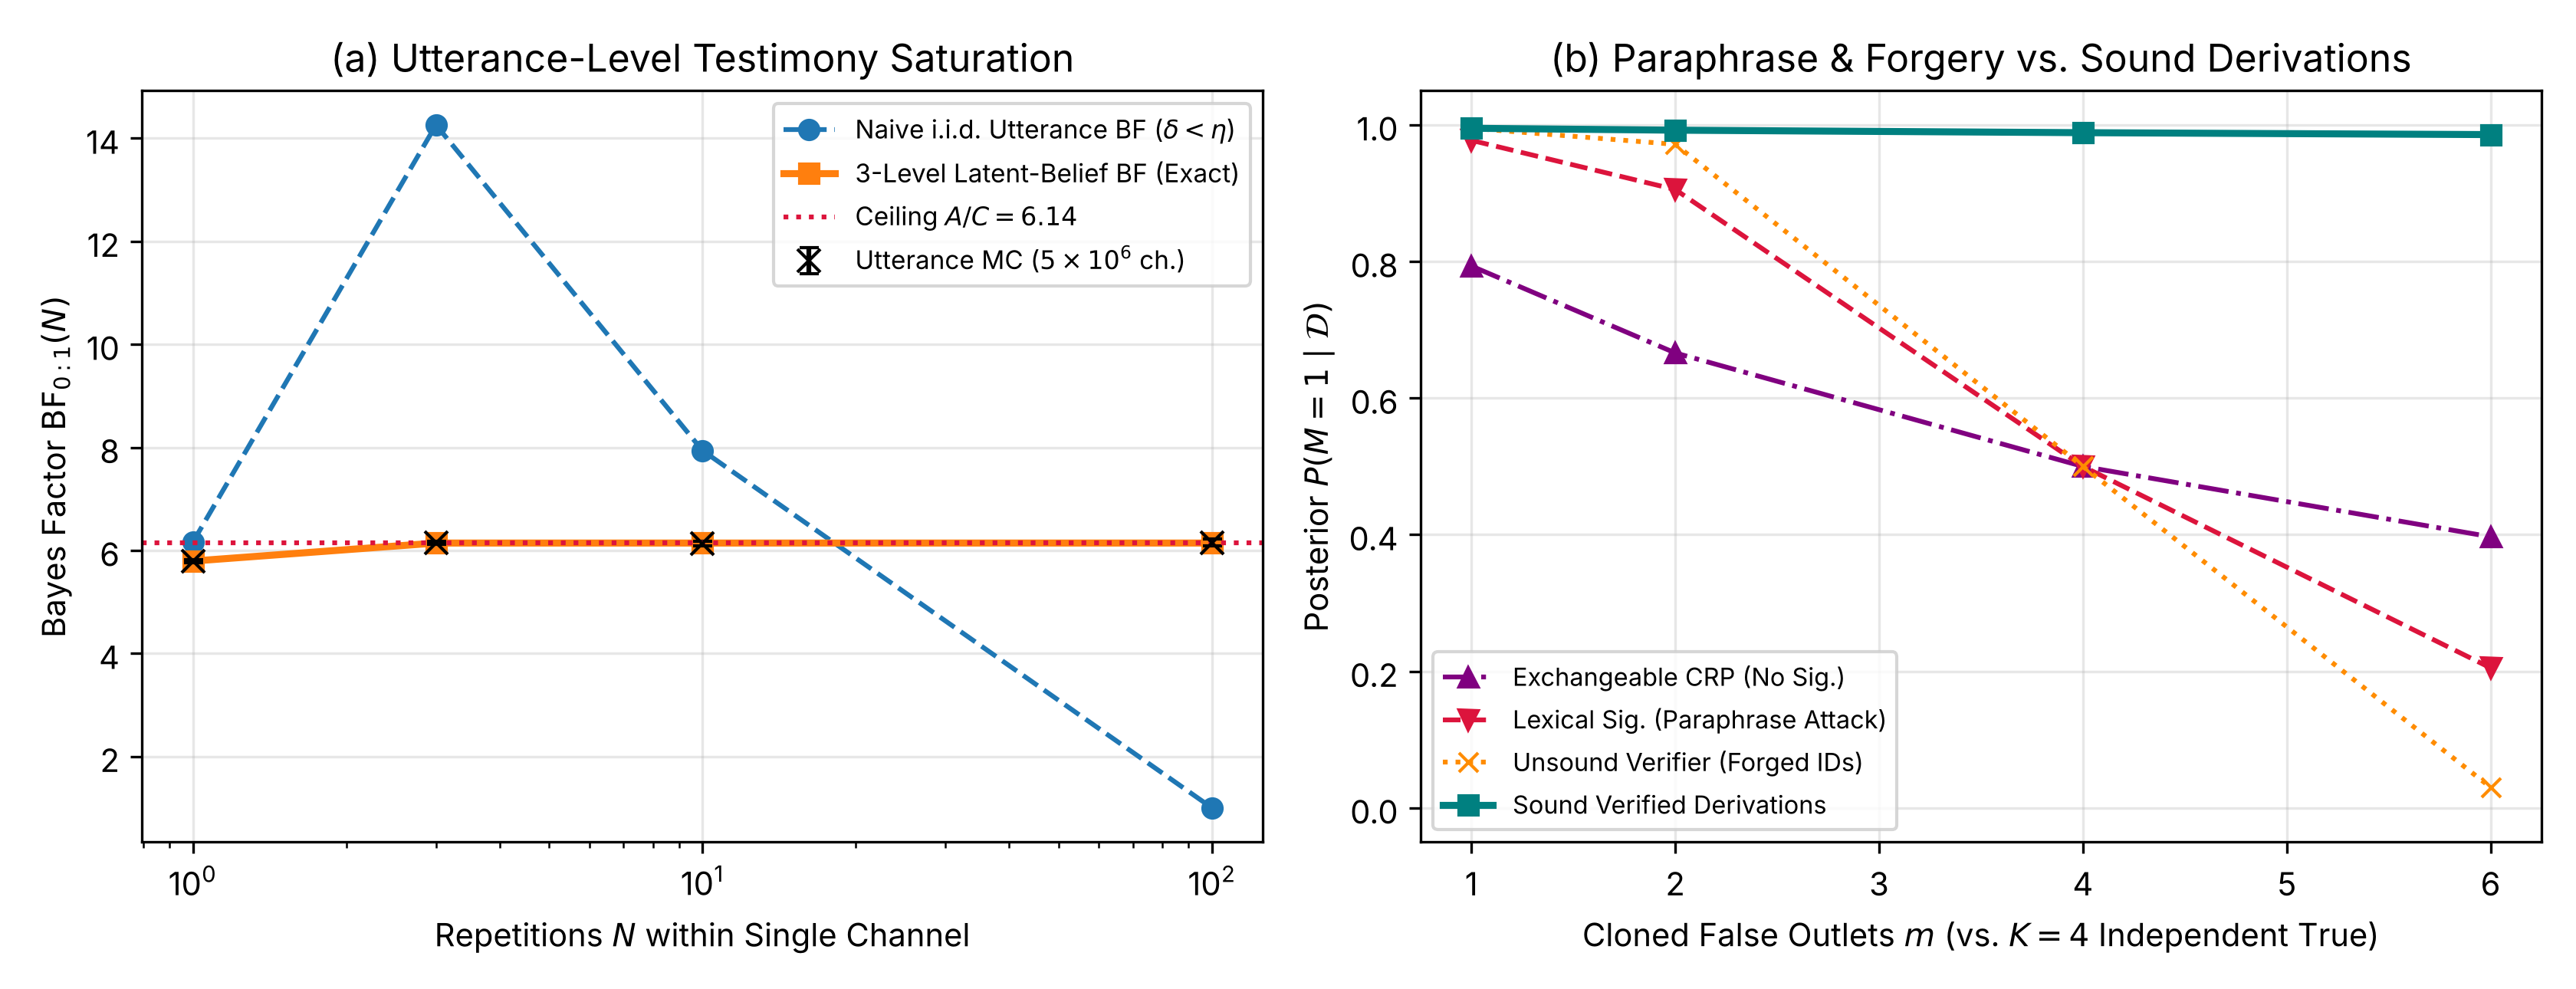 (a) Utterance-Level Testimony Saturation
Bayes Factor BF₀:₁(N)
14
12
10
8
6
4
2
Naive i.i.d. Utterance BF (δ < η)
3-Level Latent-Belief BF (Exact)
Ceiling A/C = 6.14
Utterance MC (5 × 10⁶ ch.)
10⁰
10¹
10²
Repetitions N within Single Channel
(b) Paraphrase & Forgery vs. Sound Derivations
Posterior P(M = 1 | 𝒟)
1.0
0.8
0.6
0.4
0.2
0.0
Exchangeable CRP (No Sig.)
Lexical Sig. (Paraphrase Attack)
Unsound Verifier (Forged IDs)
Sound Verified Derivations
1
2
3
4
5
6
Cloned False Outlets m (vs. K = 4 Independent True)